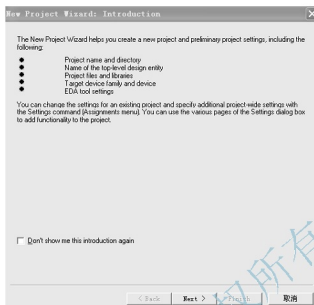 New Project Wizard: Introduction
The New Project Wizard helps you create a new project and preliminary project settings, including the
following:
● Project name and directory
● Name of the top-level design entity
● Project files and libraries
● Target device family and device
● EDA tool settings
You can change the settings for an existing project and specify additional project-wide settings with
the Settings command (Assignments menu). You can use the various pages of the Settings dialog box
to add functionality to the project.
Don't show me this introduction again
< Back Next > Finish 取消
权所有